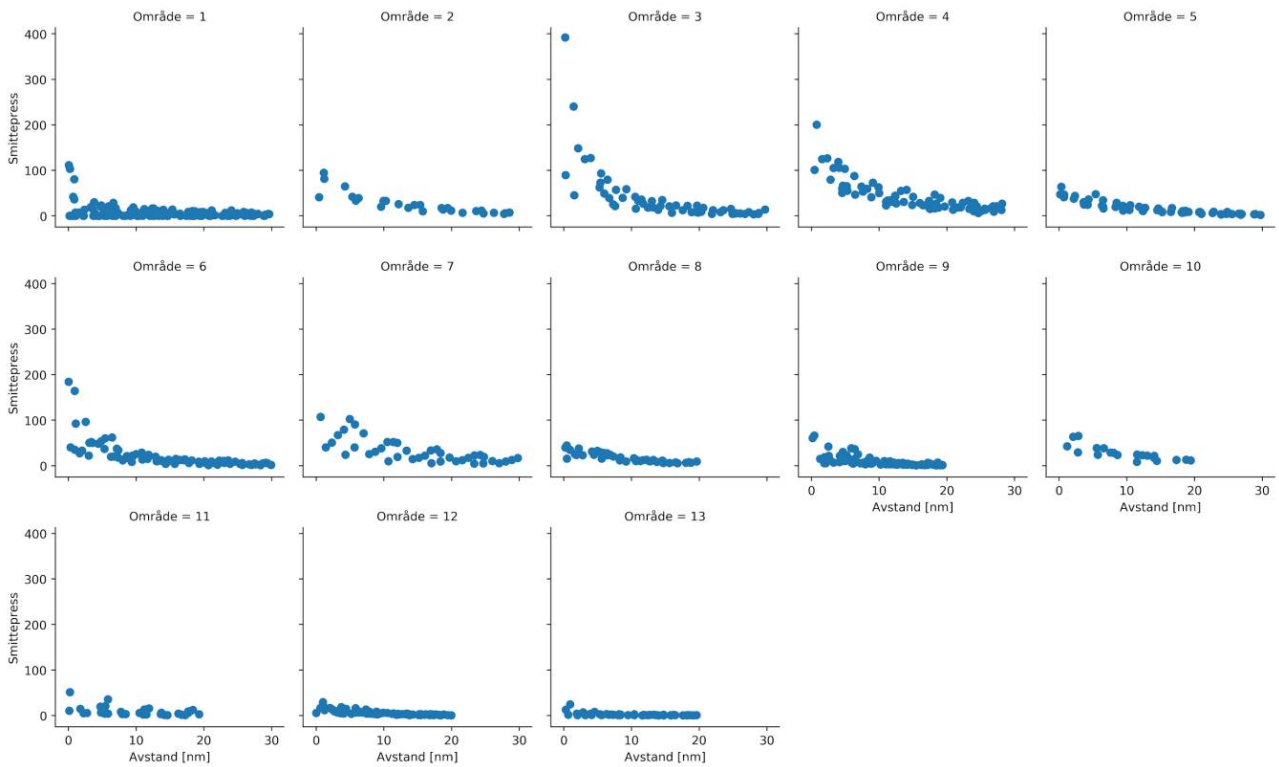 Område = 1
Område = 2
Område = 3
Område = 4
Område = 5
400
300
200
100
0
Smittepress
Område = 6
Område = 7
Område = 8
Område = 9
Område = 10
400
300
200
100
0
Smittepress
0 10 20 30
Avstand [nm]
0 10 20 30
Avstand [nm]
Område = 11
Område = 12
Område = 13
400
300
200
100
0
Smittepress
0 10 20 30
Avstand [nm]
0 10 20 30
Avstand [nm]
0 10 20 30
Avstand [nm]